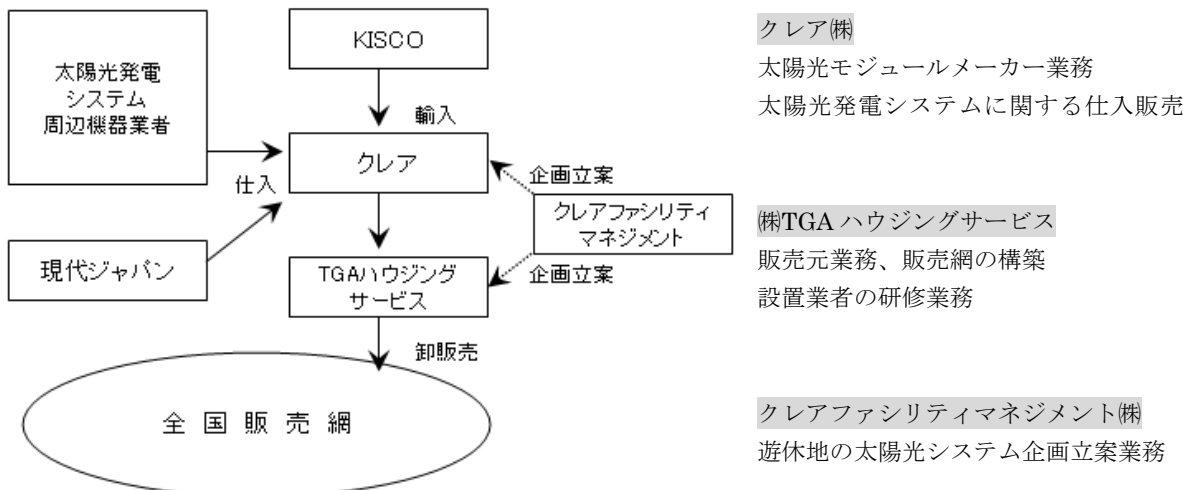 太陽光発電
システム
周辺機器業者
KISCO
輸入
クレア
仕入
現代ジャパン
企画立案
クレアファシリティ
マネジメント
企画立案
TGAハウジング
サービス
卸販売
全国販売網
クレア㈱
太陽光モジュールメーカー業務
太陽光発電システムに関する仕入販売
㈱TGAハウジングサービス
販売元業務、販売網の構築
設置業者の研修業務
クレアファシリティマネジメント㈱
遊休地の太陽光システム企画立案業務